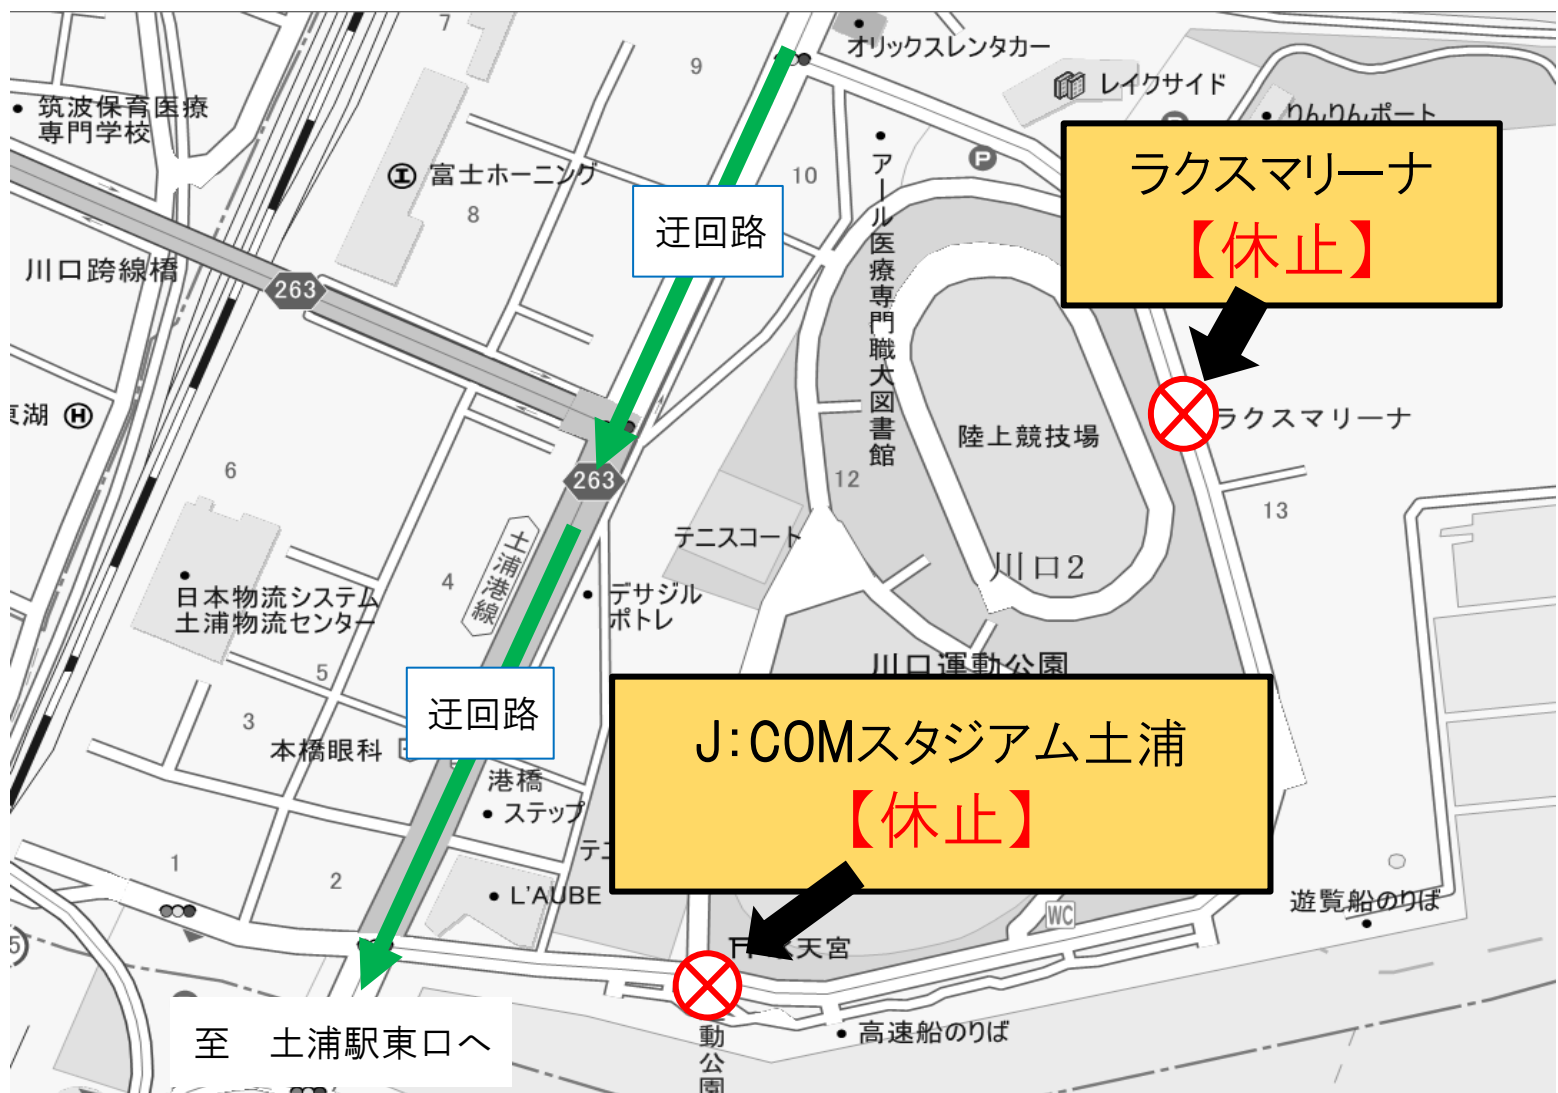 7
オリックスレンタカー
9
レイクサイド
P
筑波保育医療
専門学校
りんりんポート
ラクスマリーナ
【休止】
10
P
富士ホーニング
8
アール医療専門職大図書館
迂回路
川口跨線橋
263
東湖
H
ラクスマリーナ
陸上競技場
6
263
12
13
テニスコート
土浦港線
川口2
4
日本物流システム
土浦物流センター
デサジル
ポトレ
川口運動公園
5
迂回路
3
本橋眼科
J:COMスタジアム土浦
【休止】
港橋
ステップ
テニ
1
2
L'AUBE
遊覧船のりば
WC
天宮
5
至　土浦駅東口へ
高速船のりば
動公園